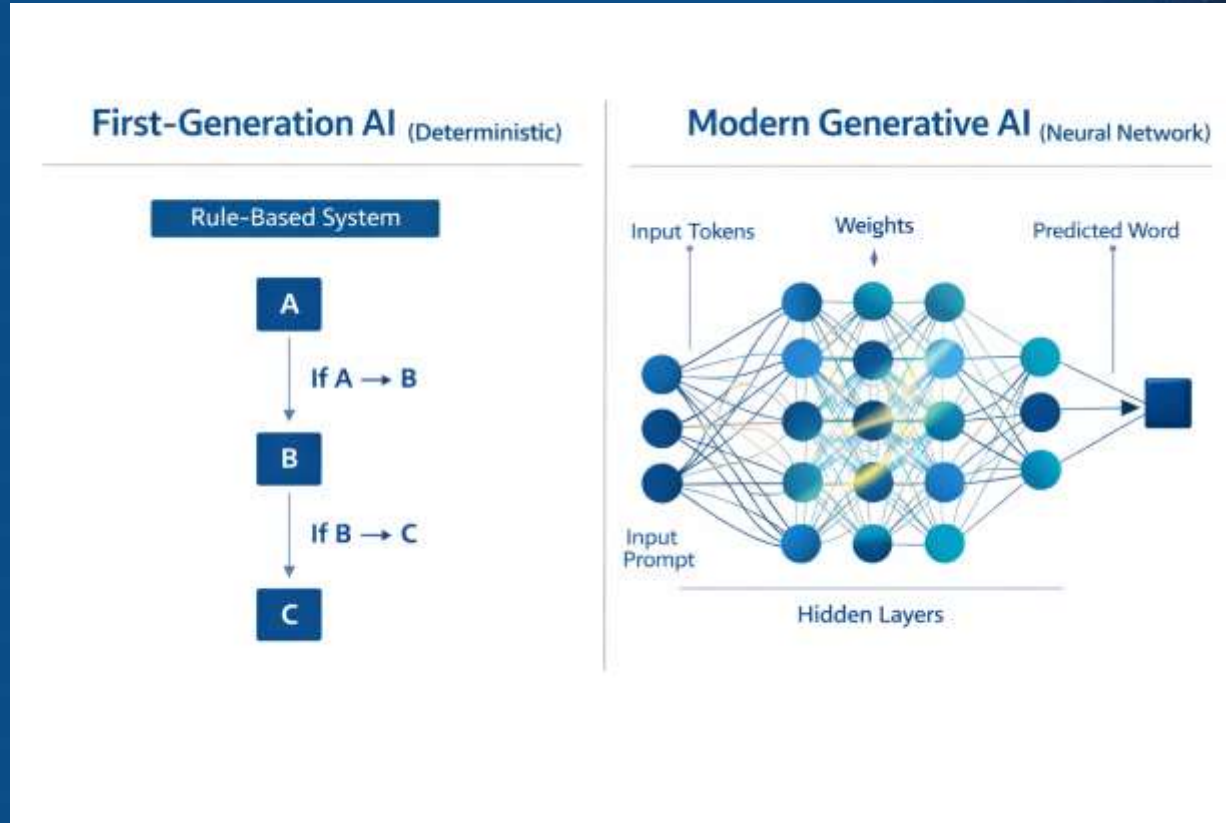 First-Generation AI (Deterministic)
Rule-Based System
A
If A → B
B
If B → C
C
Modern Generative AI (Neural Network)
Input Tokens
Weights
Predicted Word
Input
Prompt
Hidden Layers